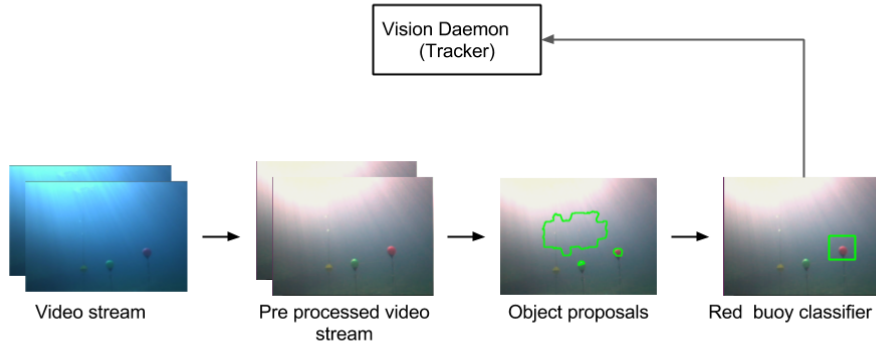 Vision Daemon
(Tracker)
Video stream
Pre processed video
stream
Object proposals
Red buoy classifier